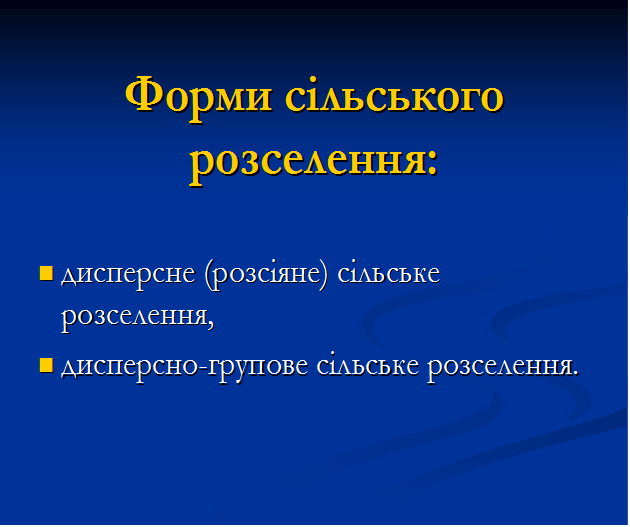 Форми сільського
розселення:
дисперсне (розсіяне) сільське
розселення,
дисперсно-групове сільське розселення.